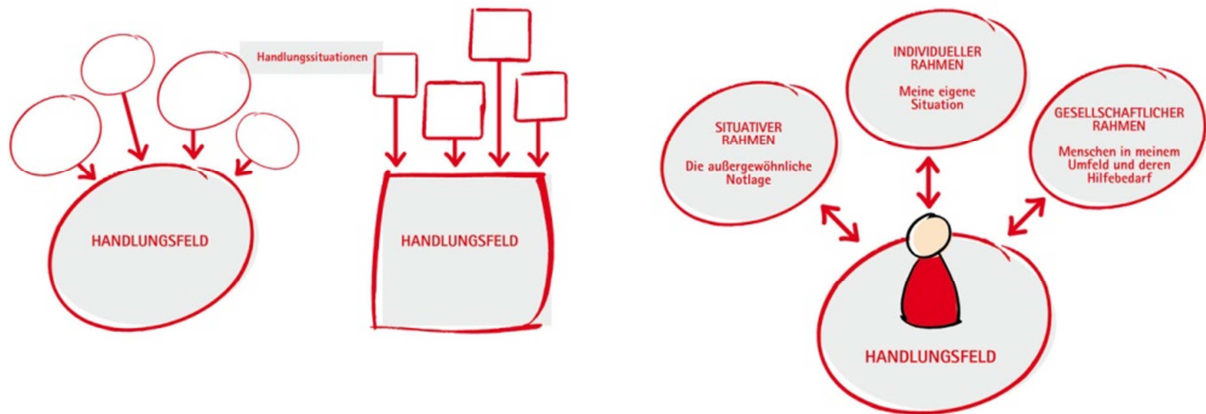 Handlungssituationen
HANDLUNGSFELD
HANDLUNGSFELD
INDIVIDUELLER
RAHMEN
Meine eigene
Situation
SITUATIVER
RAHMEN
Die außergewöhnliche
Notlage
GESELLSCHAFTLICHER
RAHMEN
Menschen in meinem
Umfeld und deren
Hilfebedarf
HANDLUNGSFELD